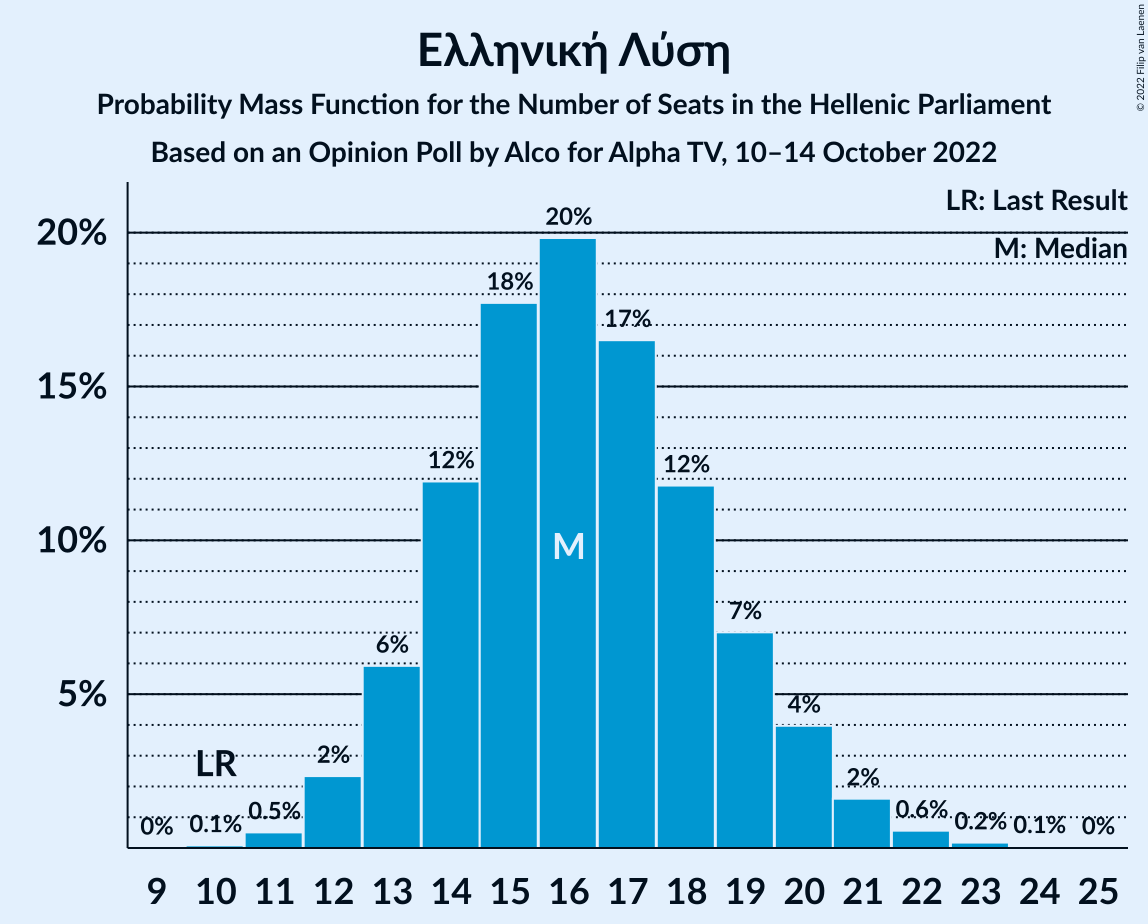 Ελληνική Λύση
Probability Mass Function for the Number of Seats in the Hellenic Parliament
Based on an Opinion Poll by Alco for Alpha TV, 10–14 October 2022
© 2022 Filip van Laenen
LR: Last Result
M: Median
20%
15%
10%
5%
0%
0.1%
0.5%
2%
6%
12%
18%
20%
17%
12%
7%
4%
2%
0.6%
0.2%
0.1%
0%
LR
M
9 10 11 12 13 14 15 16 17 18 19 20 21 22 23 24 25